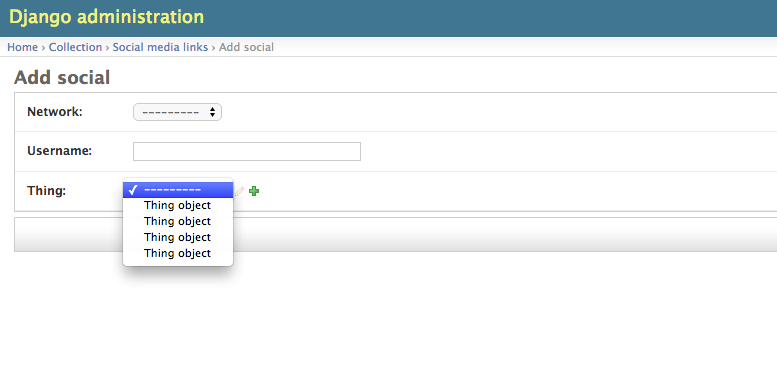 Django administration
Home › Collection › Social media links › Add social
Add social
Network: ---------
Username:
Thing: ✓ ---------
Thing object
Thing object
Thing object
Thing object